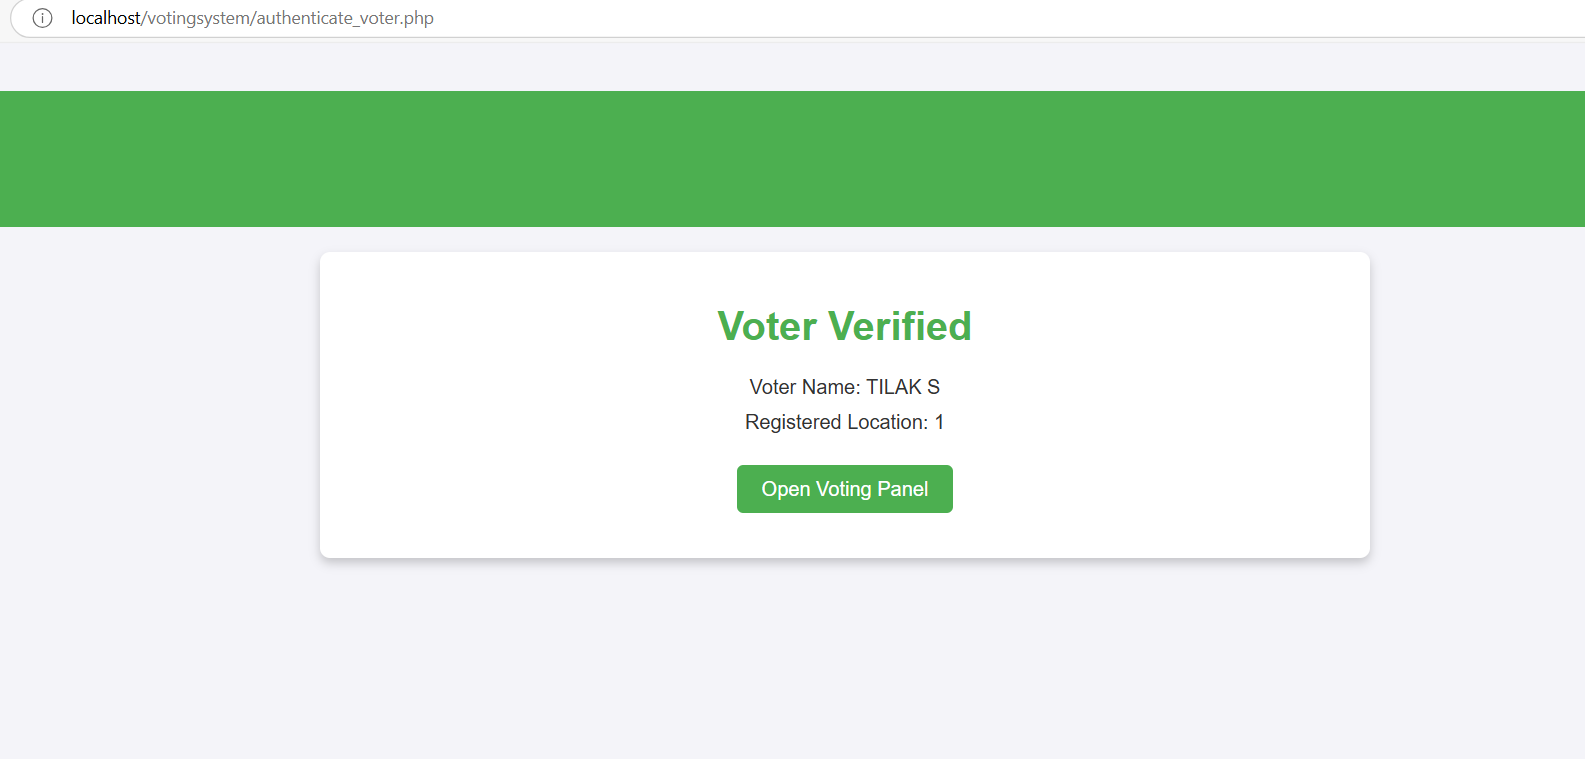 localhost/votingsystem/authenticate_voter.php
Voter Verified
Voter Name: TILAK S
Registered Location: 1
Open Voting Panel